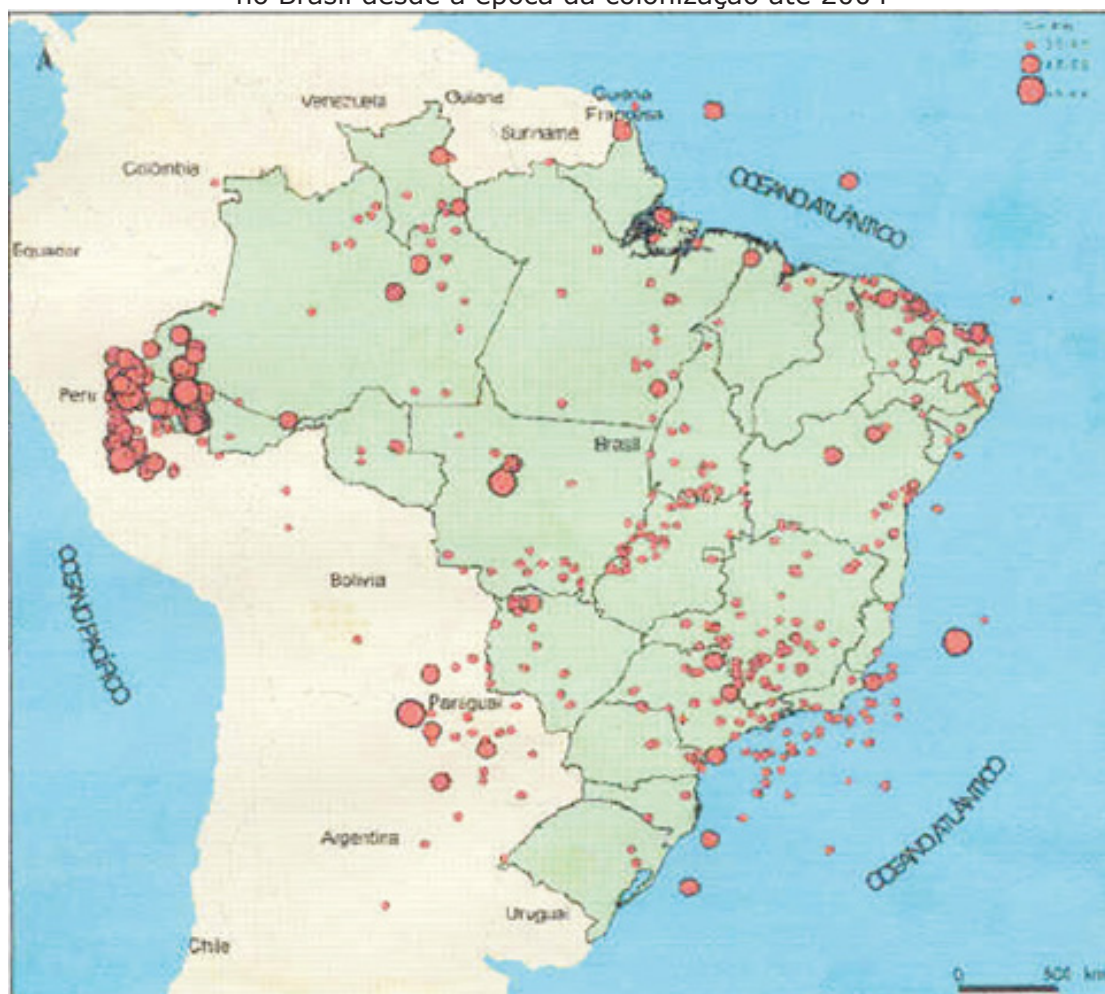 no Brasil desde a época da colonização até 2004
A
Venezuela
Guiana
Guiana
Francesa
Suriname
Colômbia
OCEANO ATLÂNTICO
Equador
Peru
Brasil
Bolívia
OCEANO PACÍFICO
Paraguai
Argentina
OCEANO ATLÂNTICO
Uruguai
Chile
0 500 km